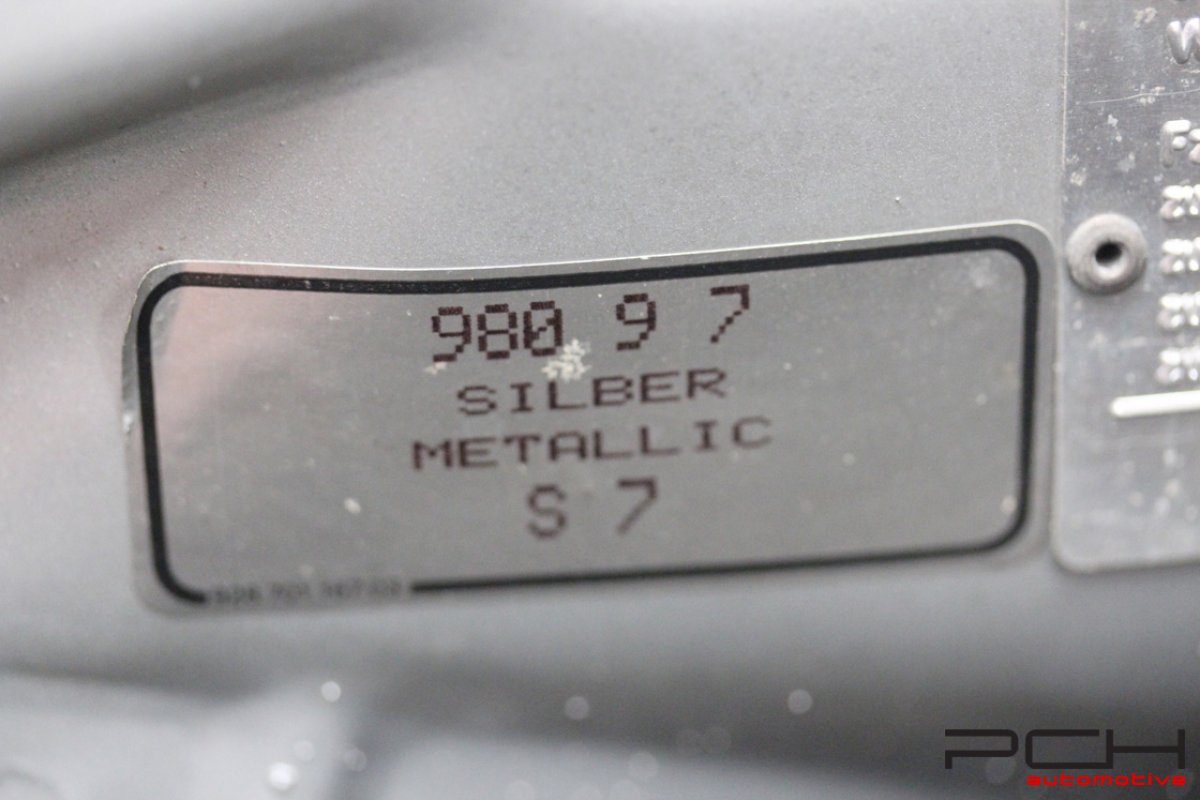 980 9 7
SILBER
METALLIC
S 7
PCH
automotive